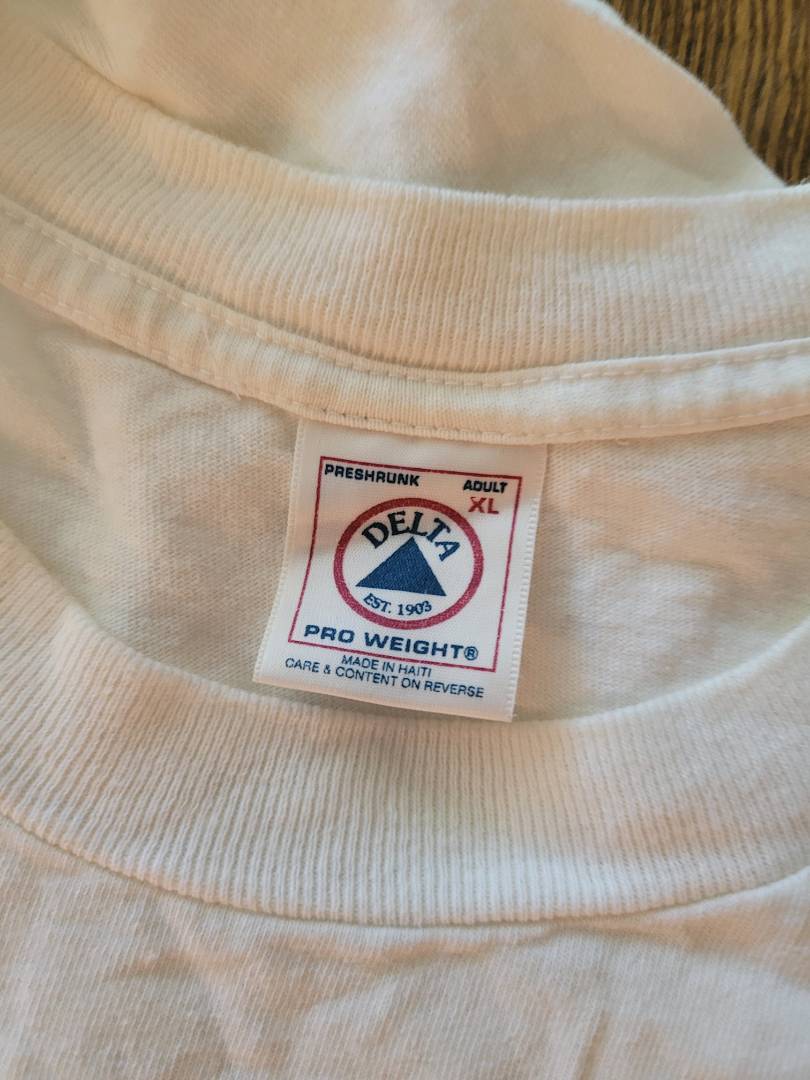 PRESHRUNK ADULT
XL
DELTA
EST. 1903
PRO WEIGHT®
MADE IN HAITI
CARE & CONTENT ON REVERSE